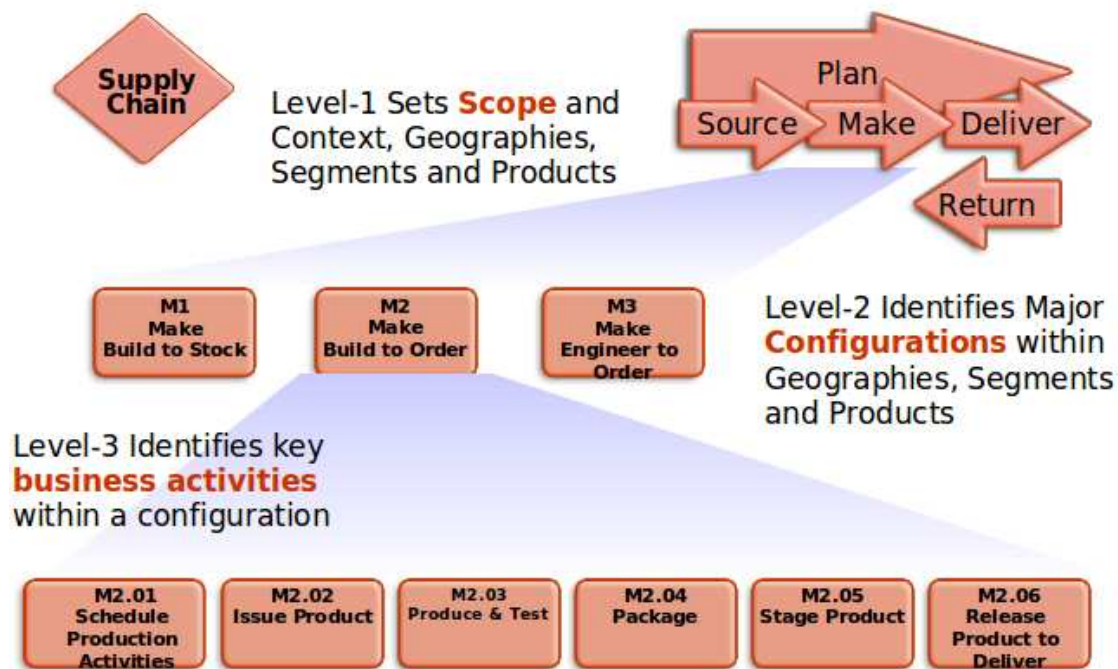 Supply
Chain
Level-1 Sets Scope and
Context, Geographies,
Segments and Products
Plan
Source
Make
Deliver
Return
M1
Make
Build to Stock
M2
Make
Build to Order
M3
Make
Engineer to
Order
Level-2 Identifies Major
Configurations within
Geographies, Segments
and Products
Level-3 Identifies key
business activities
within a configuration
M2.01
Schedule
Production
Activities
M2.02
Issue Product
M2.03
Produce & Test
M2.04
Package
M2.05
Stage Product
M2.06
Release
Product to
Deliver